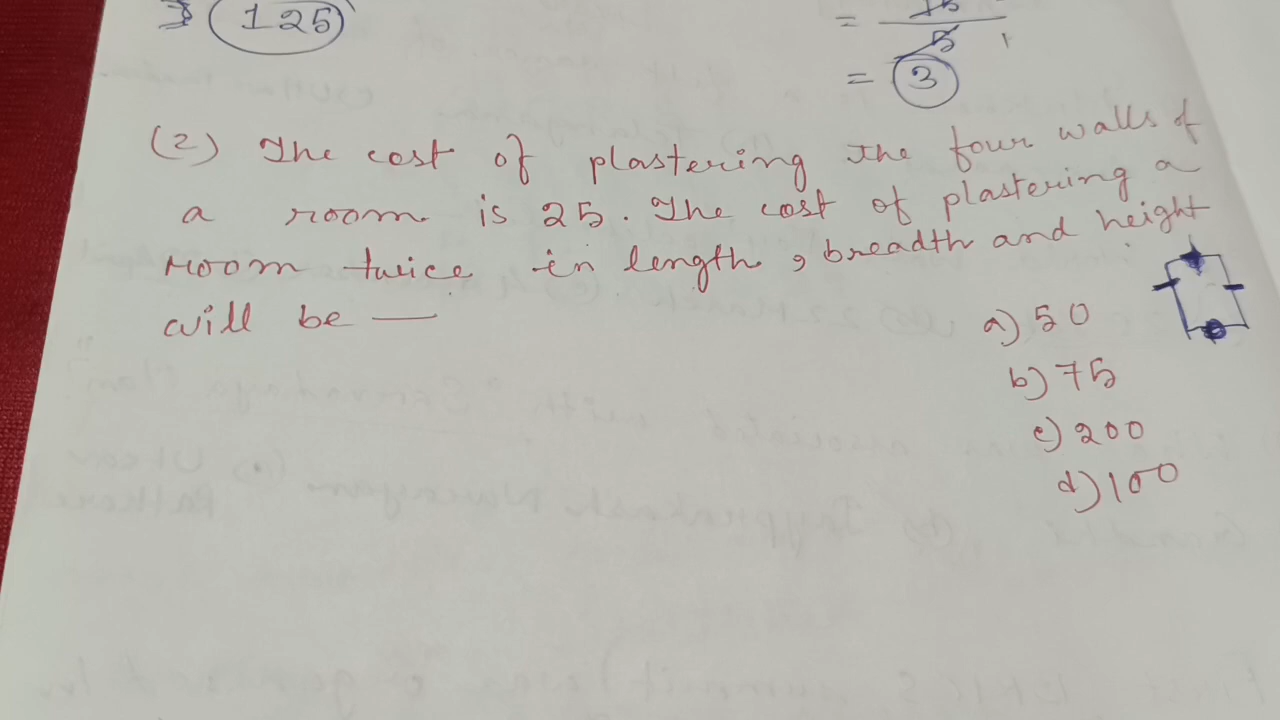 125
=
5
= 3
(2) The cost of plastering the four walls of
a room is 25. The cost of plastering a
room twice in length, breadth and height
will be —
a) 50
b) 75
c) 200
d) 100